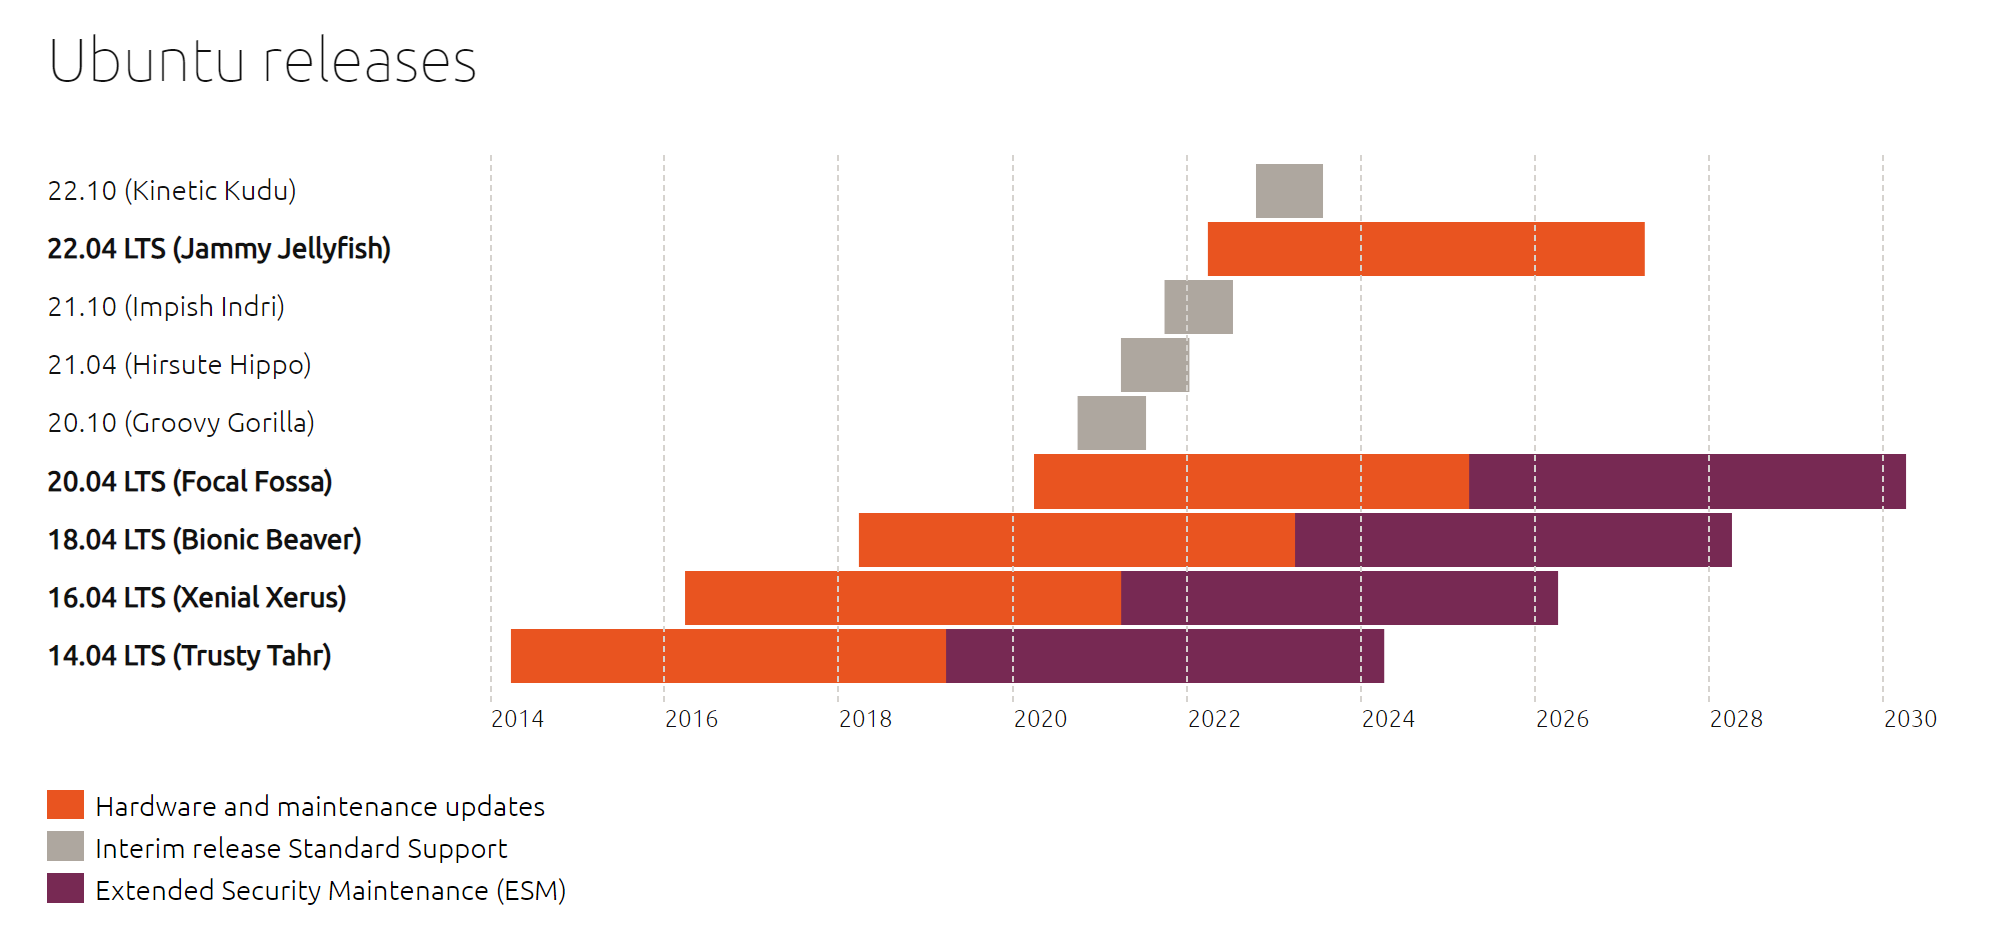 Ubuntu releases
22.10 (Kinetic Kudu)
22.04 LTS (Jammy Jellyfish)
21.10 (Impish Indri)
21.04 (Hirsute Hippo)
20.10 (Groovy Gorilla)
20.04 LTS (Focal Fossa)
18.04 LTS (Bionic Beaver)
16.04 LTS (Xenial Xerus)
14.04 LTS (Trusty Tahr)
2014 2016 2018 2020 2022 2024 2026 2028 2030
Hardware and maintenance updates
Interim release Standard Support
Extended Security Maintenance (ESM)